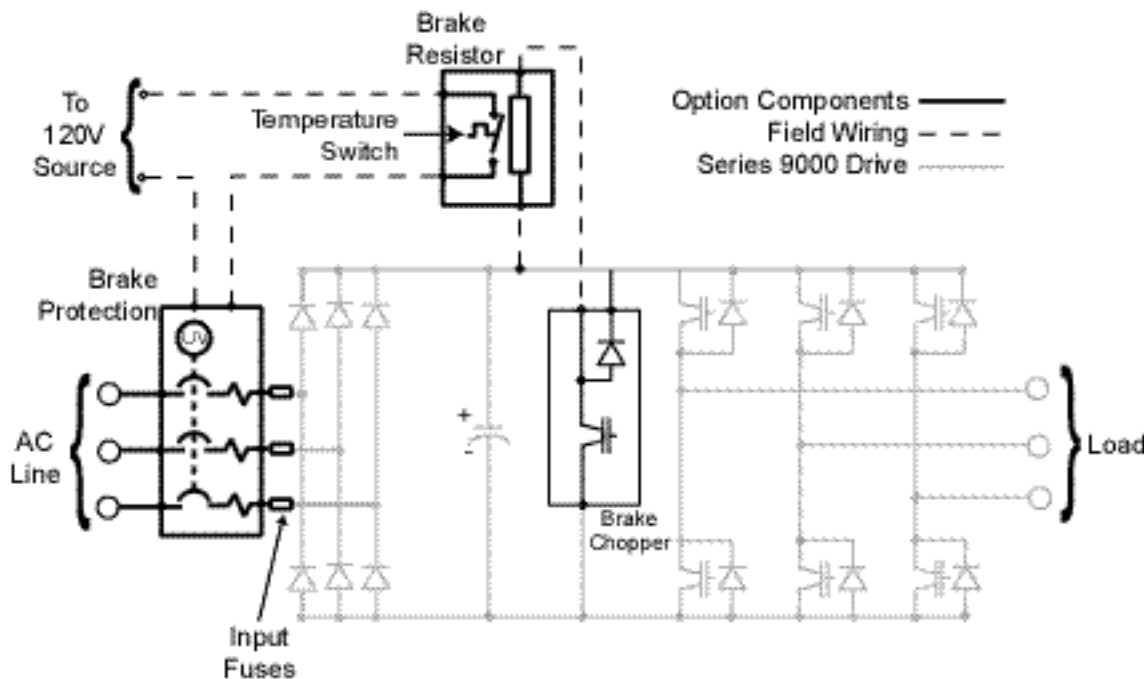 Brake
Resistor
To
120V
Source
Temperature
Switch
Option Components
Field Wiring
Series 9000 Drive
Brake
Protection
UV
AC
Line
+
-
Load
Brake
Chopper
Input
Fuses